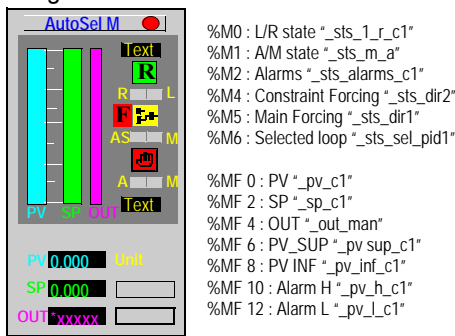 AutoSel M
Text
R
R L
F
AS M
A M
Text
PV SP OUT
PV 0.000 Unit
SP 0.000
OUT *xxxxx
%M0 : L/R state “_sts_1_r_c1”
%M1 : A/M state “_sts_m_a”
%M2 : Alarms “_sts_alarms_c1”
%M4 : Constraint Forcing “_sts_dir2”
%M5 : Main Forcing “_sts_dir1”
%M6 : Selected loop “_sts_sel_pid1”
%MF 0 : PV “_pv_c1”
%MF 2 : SP “_sp_c1”
%MF 4 : OUT “_out_man”
%MF 6 : PV_SUP “_pv sup_c1”
%MF 8 : PV INF “_pv_inf_c1”
%MF 10 : Alarm H “_pv_h_c1”
%MF 12 : Alarm L “_pv_l_c1”